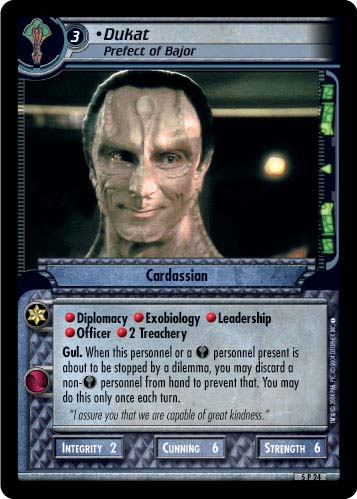 3
•Dukat
Prefect of Bajor
Cardassian
Diplomacy Exobiology Leadership
Officer 2 Treachery
Gul. When this personnel or a personnel present is
about to be stopped by a dilemma, you may discard a
non- personnel from hand to prevent that. You may
do this only once each turn.
"I assure you that we are capable of great kindness."
INTEGRITY 2 CUNNING 6 STRENGTH 6
5 P 24